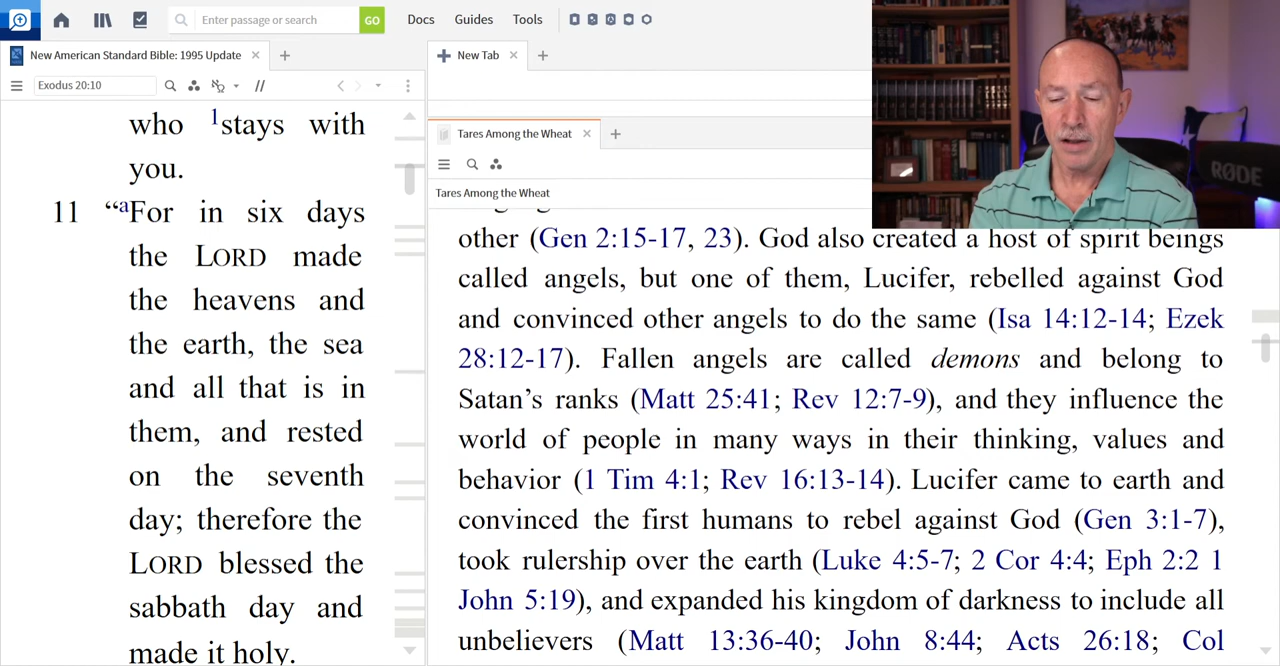 Enter passage or search
GO
Docs
Guides
Tools
New American Standard Bible: 1995 Update
New Tab
Exodus 20:10
who 1stays with
you.
11 “aFor in six days
the LORD made
the heavens and
the earth, the sea
and all that is in
them, and rested
on the seventh
day; therefore the
LORD blessed the
sabbath day and
made it holy.
Tares Among the Wheat
Tares Among the Wheat
other (Gen 2:15-17, 23). God also created a host of spirit beings
called angels, but one of them, Lucifer, rebelled against God
and convinced other angels to do the same (Isa 14:12-14; Ezek
28:12-17). Fallen angels are called demons and belong to
Satan’s ranks (Matt 25:41; Rev 12:7-9), and they influence the
world of people in many ways in their thinking, values and
behavior (1 Tim 4:1; Rev 16:13-14). Lucifer came to earth and
convinced the first humans to rebel against God (Gen 3:1-7),
took rulership over the earth (Luke 4:5-7; 2 Cor 4:4; Eph 2:2 1
John 5:19), and expanded his kingdom of darkness to include all
unbelievers (Matt 13:36-40; John 8:44; Acts 26:18; Col
RØDE